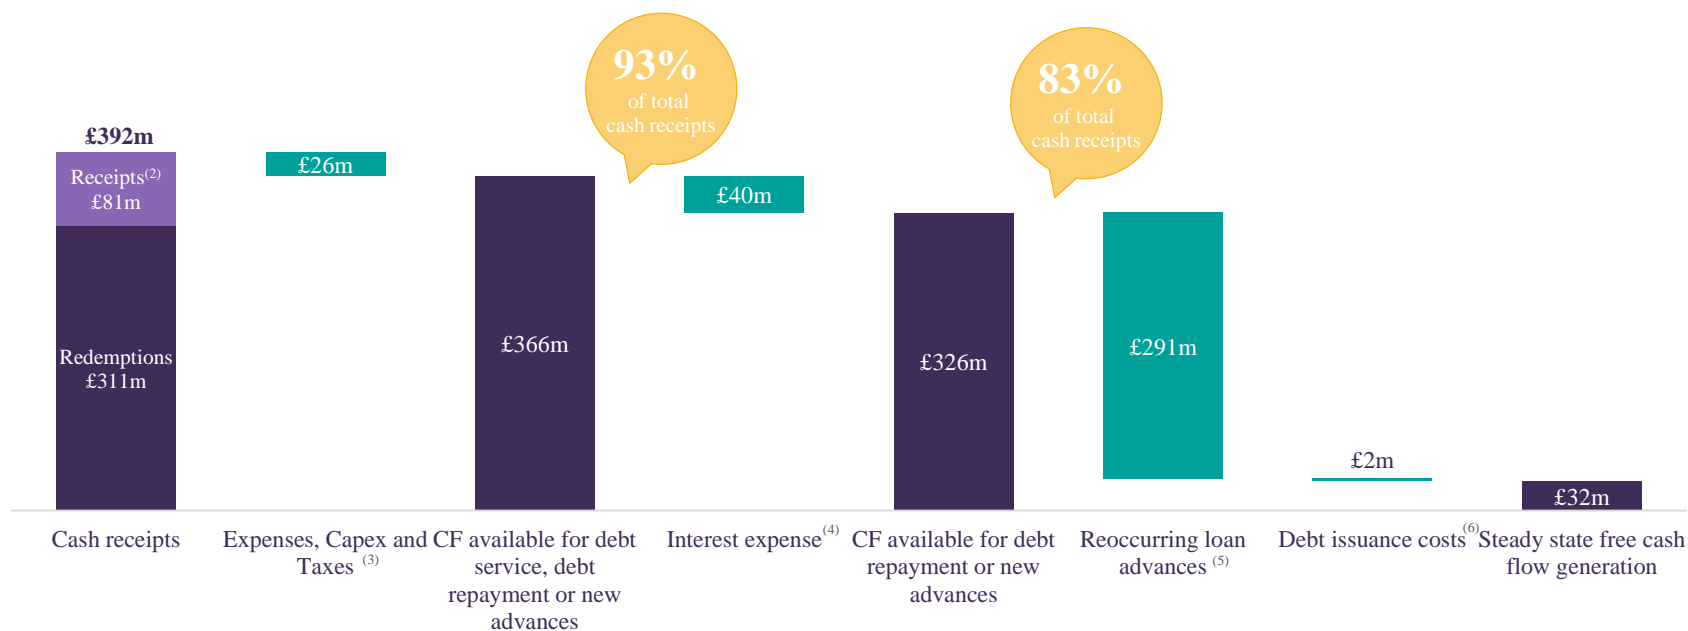 93%
of total
cash receipts
83%
of total
cash receipts
£392m
Receipts(2)
£81m
Redemptions
£311m
£26m
£366m
£40m
£326m
£291m
£2m
£32m
Cash receipts
Expenses, Capex and
Taxes (3)
CF available for debt
service, debt
repayment or new
advances
Interest expense(4)
CF available for debt
repayment or new
advances
Reoccurring loan
advances (5)
Debt issuance costs(6)
Steady state free cash
flow generation